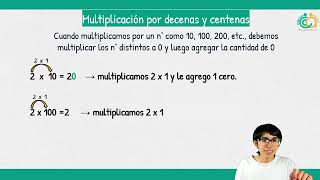 Multiplicación por decenas y centenas
Cuando multiplicamos por un n° como 10, 100, 200, etc., debemos
multiplicar los n° distintos a 0 y luego agregar la cantidad de 0
2 x 1
2 x 10 = 20 → multiplicamos 2 x 1 y le agrego 1 cero.
2 x 1
2 x 100 =2 → multiplicamos 2 x 1